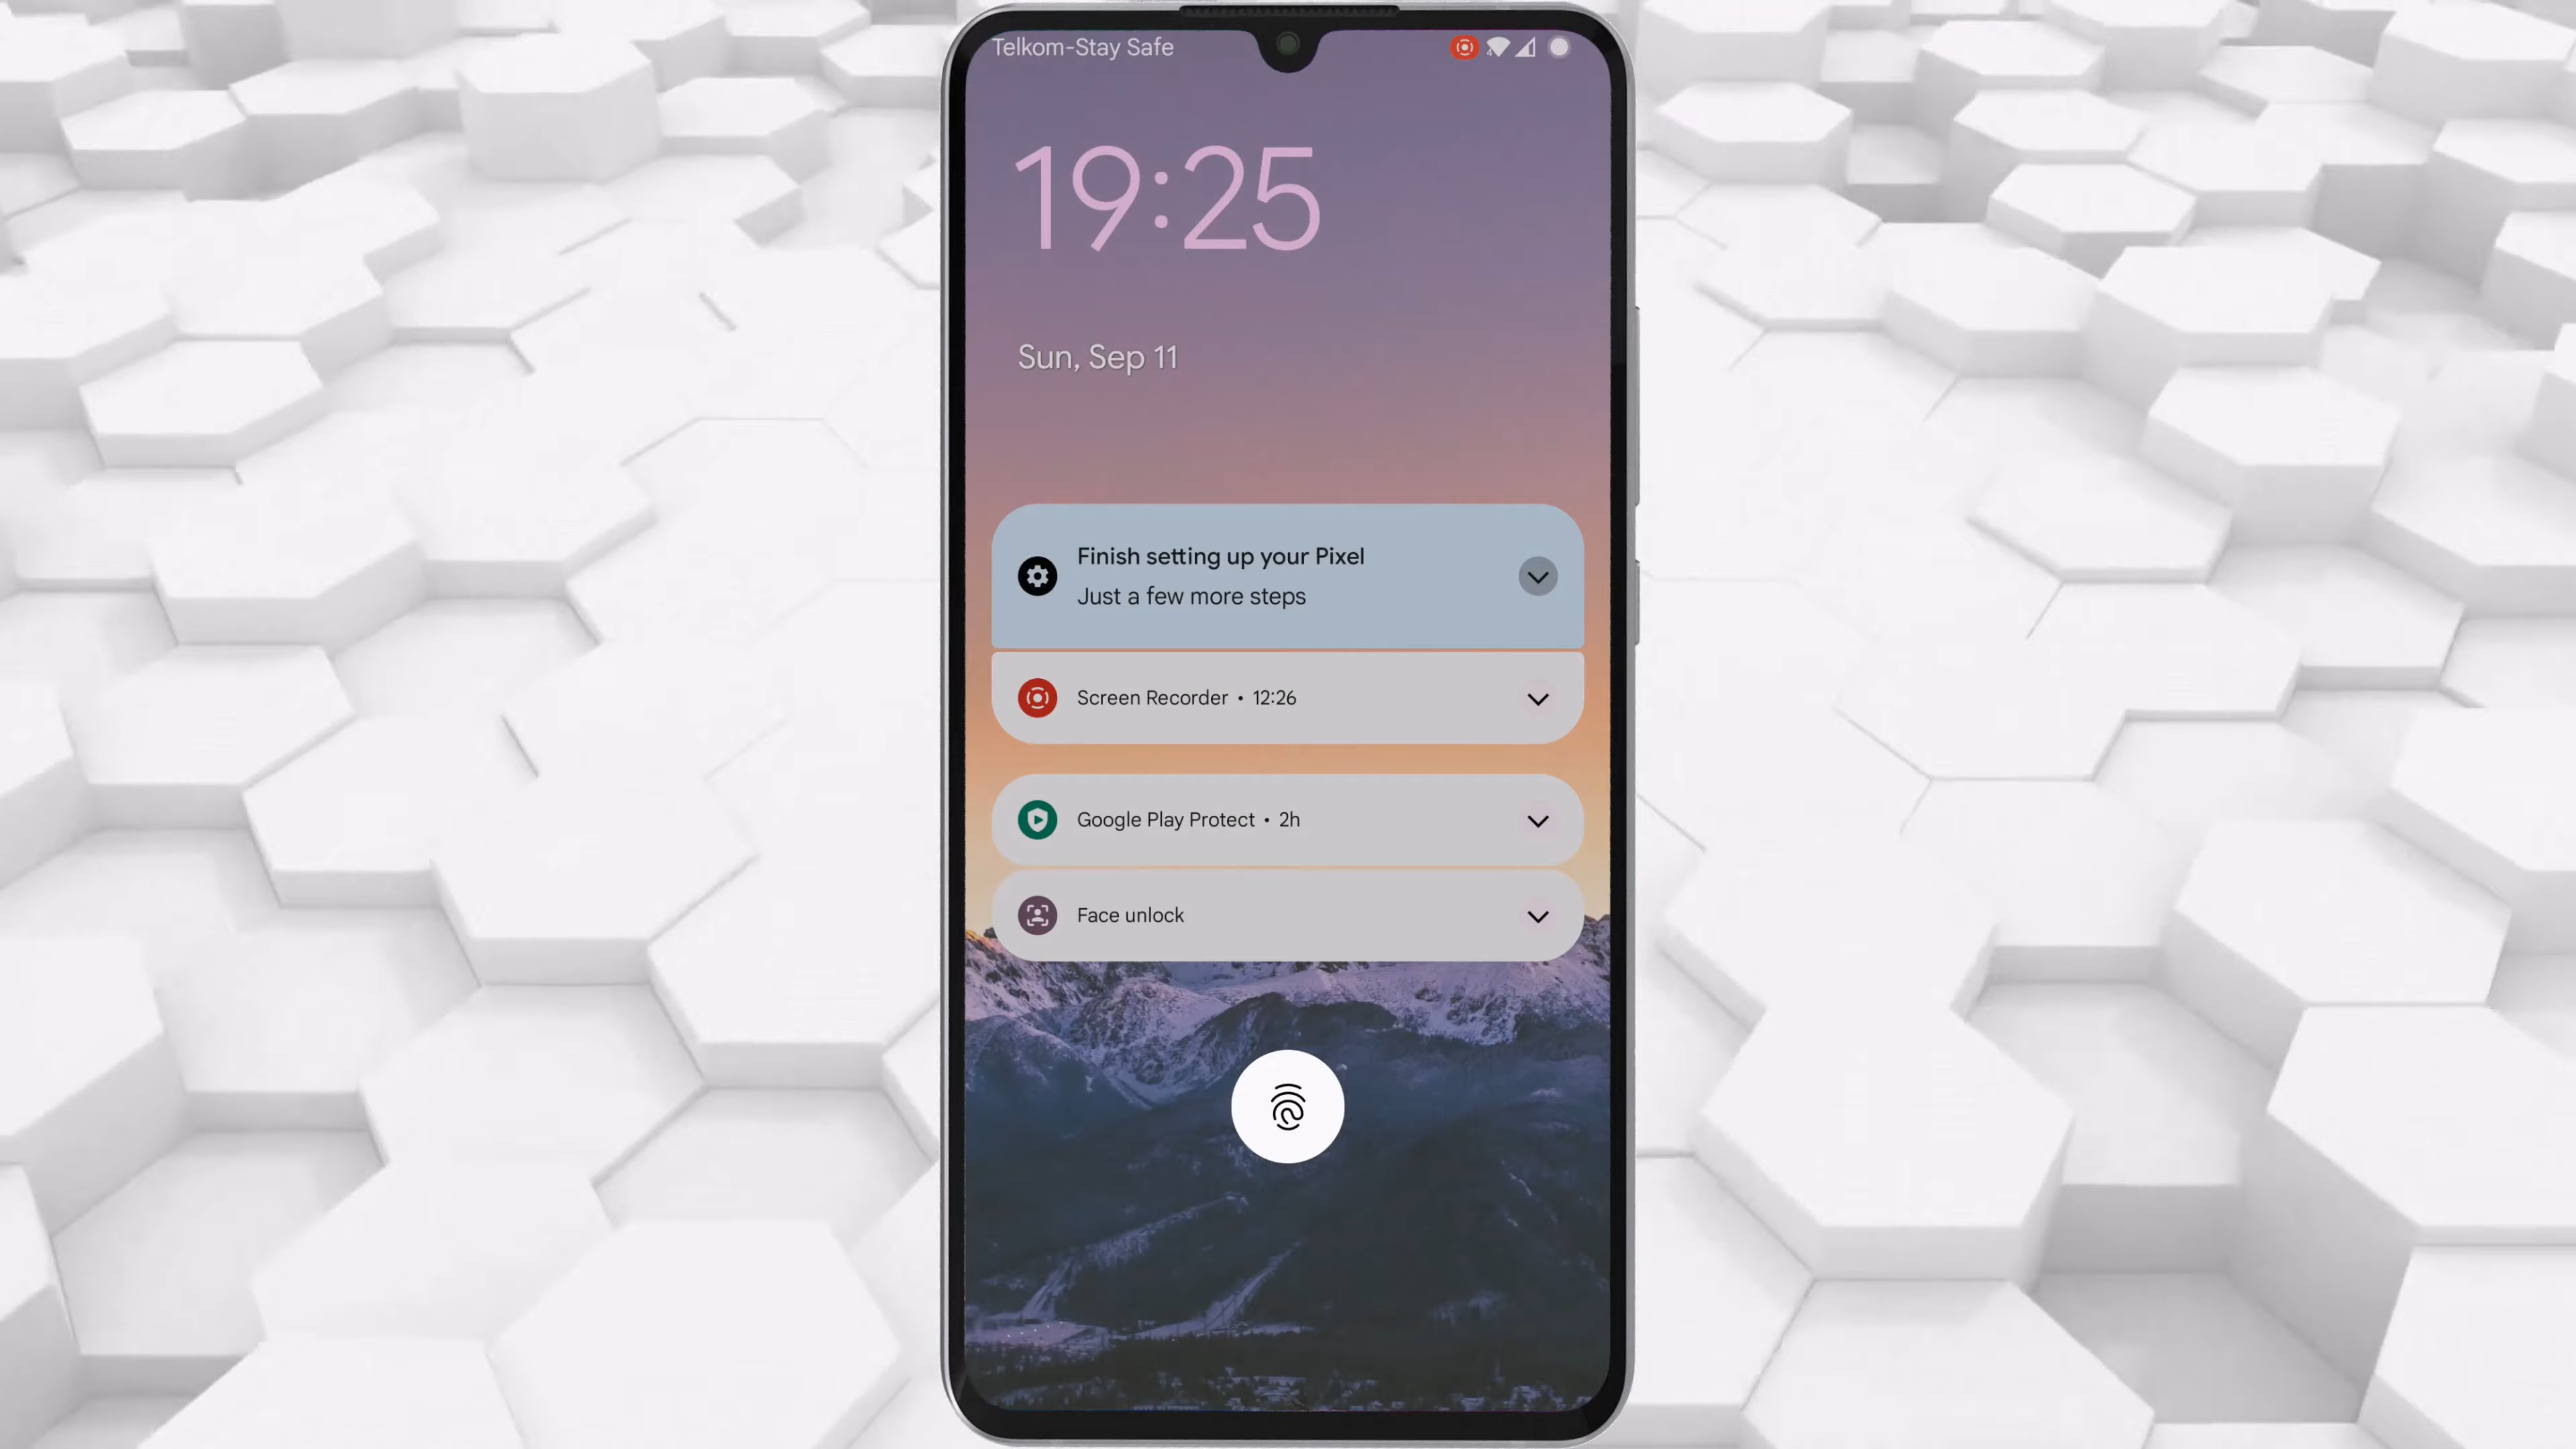 Telkom-Stay Safe
19:25
Sun, Sep 11
Finish setting up your Pixel
Just a few more steps
Screen Recorder • 12:26
Google Play Protect • 2h
Face unlock